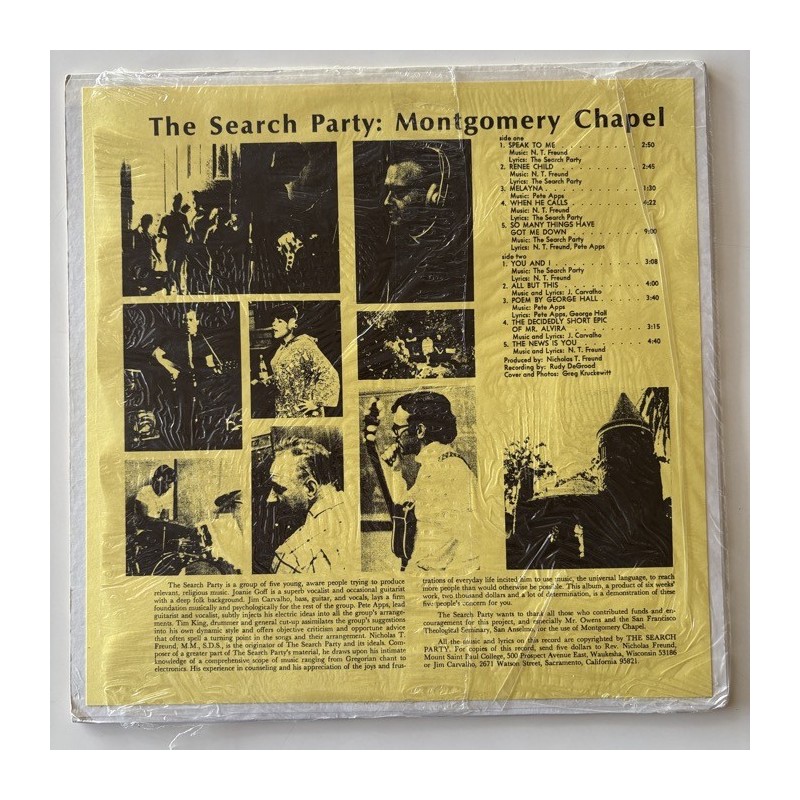 The Search Party: Montgomery Chapel
side one
1. SPEAK TO ME . . . . . . . . . . . 2:50
Music: N. T. Freund
Lyrics: The Search Party
2. RENEE CHILD . . . . . . . . . . . 2:45
Music: N. T. Freund
Lyrics: The Search Party
3. MELAYNA . . . . . . . . . . . 1:30
Music: Pete Apps
4. WHEN HE CALLS . . . . . . . . . . 4:22
Music: N. T. Freund
Lyrics: The Search Party
5. SO MANY THINGS HAVE
GOT ME DOWN . . . . . . . . . . 9:00
Music: The Search Party
Lyrics: N. T. Freund, Pete Apps
side two
1. YOU AND I . . . . . . . . . . . 3:08
Music: The Search Party
Lyrics: N. T. Freund
2. ALL BUT THIS . . . . . . . . . . 4:00
Music and Lyrics: J. Carvalho
3. POEM BY GEORGE HALL . . . . . . 3:40
Music: Pete Apps
Lyrics: Pete Apps, George Hall
4. THE DECIDEDLY SHORT EPIC
OF MR. ALVIRA . . . . . . . . . 3:15
Music and Lyrics: J. Carvalho
5. THE NEWS IS YOU . . . . . . . . 4:40
Music and Lyrics: N. T. Freund
Produced by: Nicholas T. Freund
Recording by: Rudy DeGrood
Cover and Photos: Greg Kruckewitt
The Search Party is a group of five young, aware people trying to produce
relevant, religious music. Joanie Goff is a superb vocalist and occasional guitarist
with a deep folk background. Jim Carvalho, bass, guitar, and vocals, lays a firm
foundation musically and psychologically for the rest of the group. Pete Apps, lead
guitarist and vocalist, subtly injects his electric ideas into all the group's arrange-
ments. Tim King, drummer and general cut-up assimilates the group's suggestions
into his own dynamic style and offers objective criticism and opportune advice
that often spell a turning point in the songs and their arrangement. Nicholas T.
Freund, M.M., S.D.S., is the originator of The Search Party and its ideals. Com-
poser of a greater part of The Search Party's material, he draws upon his intimate
knowledge of a comprehensive scope of music ranging from Gregorian chant to
electronics. His experience in counseling and his appreciation of the joys and frus-
trations of everyday life incited him to use music, the universal language, to reach
more people than would otherwise be possible. This album, a product of six weeks'
work, two thousand dollars and a lot of determination, is a demonstration of these
five people's concern for you.
The Search Party wants to thank all those who contributed funds and en-
couragement for this project, and especially Mr. Owens and the San Francisco
Theological Seminary, San Anselmo, for the use of Montgomery Chapel.
All the music and lyrics on this record are copyrighted by THE SEARCH
PARTY. For copies of this record, send five dollars to Rev. Nicholas Freund,
Mount Saint Paul College, 500 Prospect Avenue East, Waukesha, Wisconsin 53186
or Jim Carvalho, 2671 Watson Street, Sacramento, California 95821.